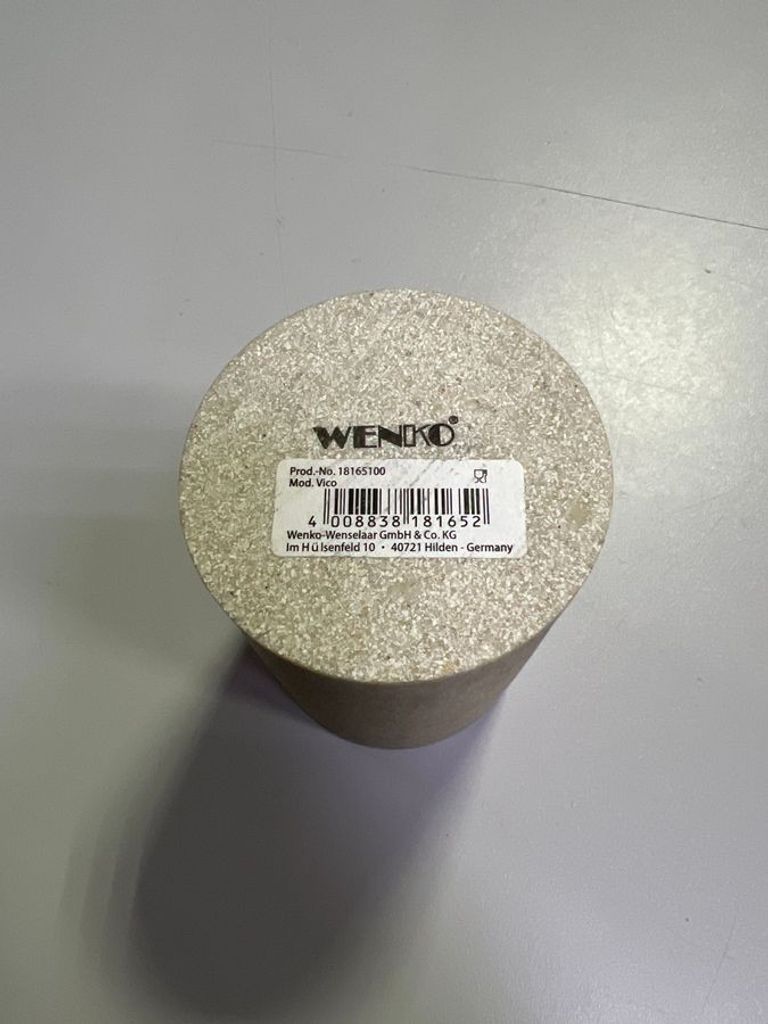 WENKO®
Prod.-No. 18165100
Mod. Vico
4 008838 181652
Wenko-Wenselaar GmbH & Co. KG
Im H ü lsenfeld 10 • 40721 Hilden - Germany